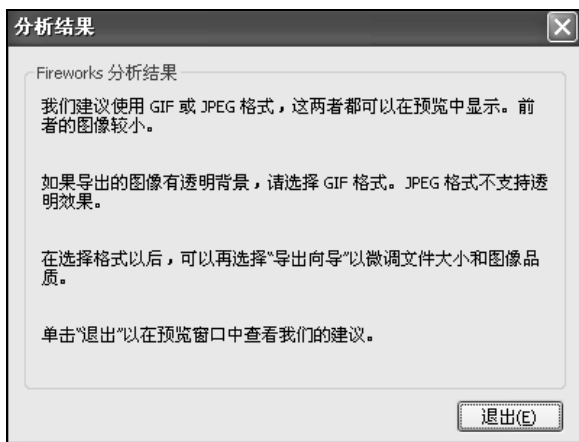 分析结果
Fireworks 分析结果
我们建议使用 GIF 或 JPEG 格式，这两者都可以在预览中显示。前
者的图像较小。
如果导出的图像有透明背景，请选择 GIF 格式。JPEG 格式不支持透
明效果。
在选择格式以后，可以再选择“导出向导”以微调文件大小和图像品
质。
单击“退出”以在预览窗口中查看我们的建议。
退出(E)